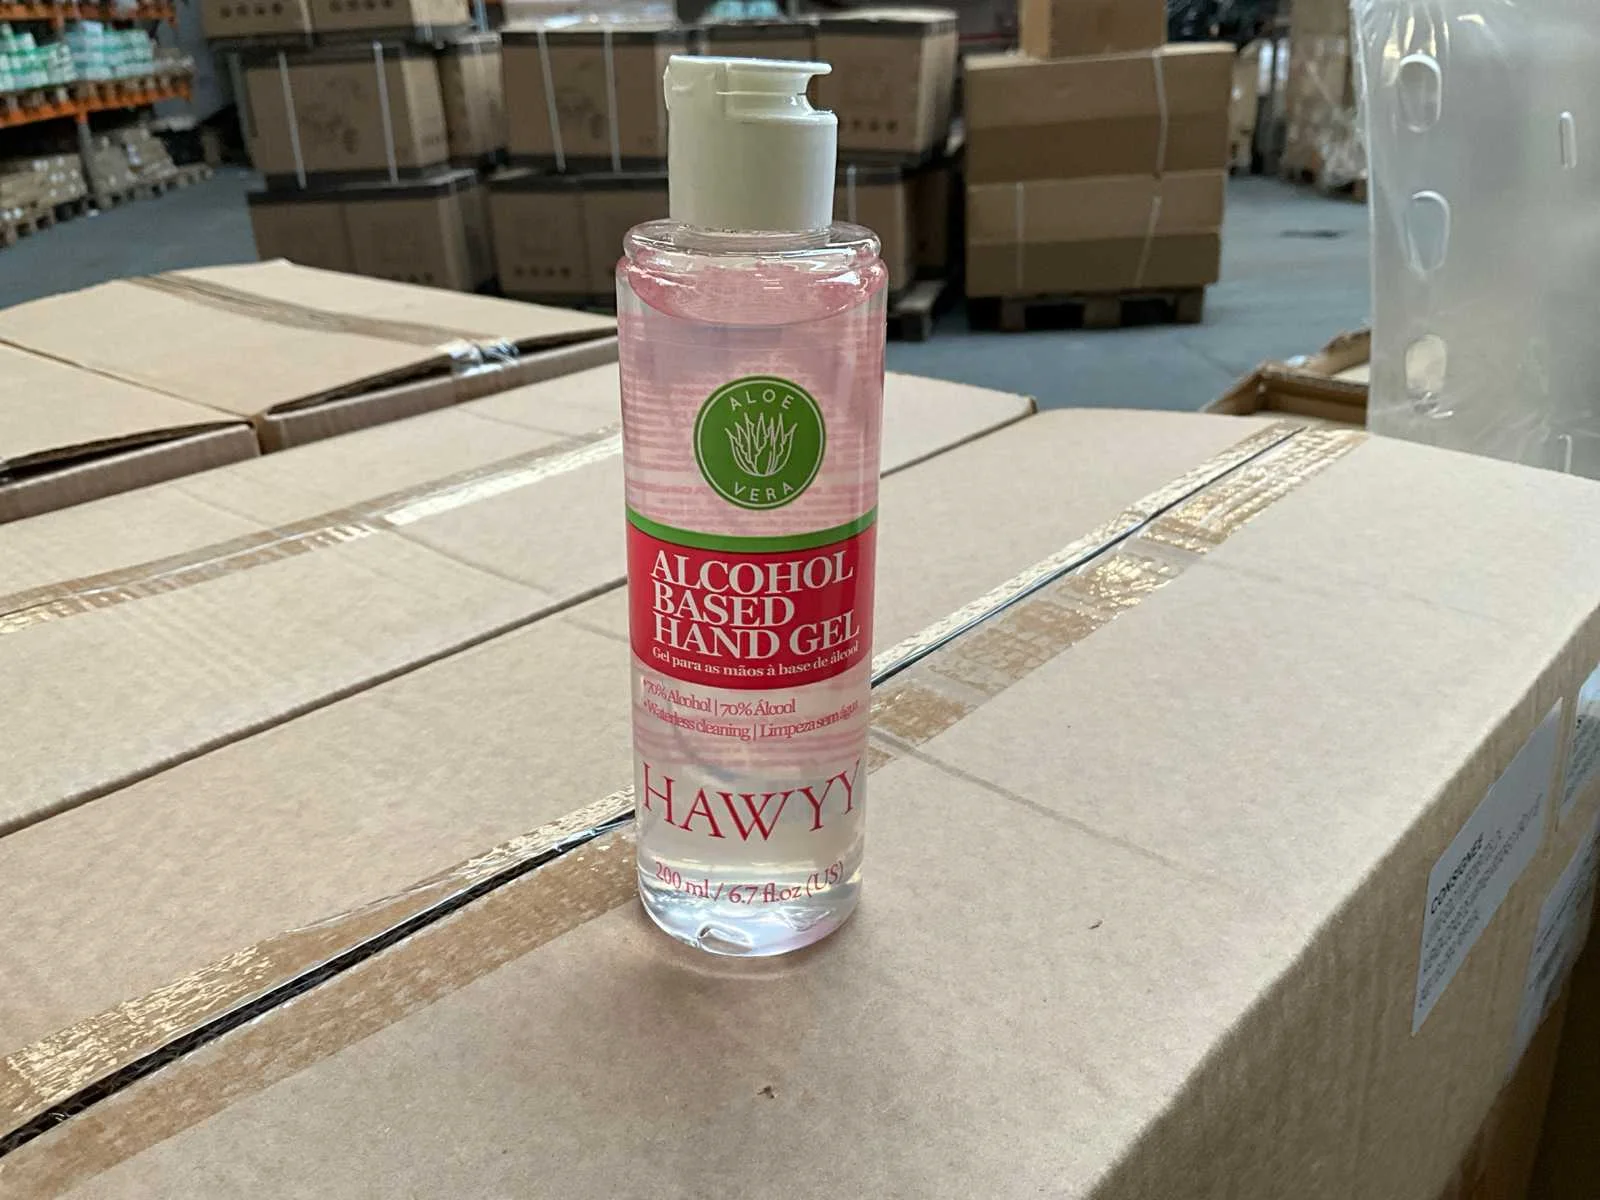 ALOE
VERA
ALCOHOL
BASED
HAND GEL
Gel para as mãos à base de álcool
•70% Alcohol | 70% Álcool
•Waterless cleaning | Limpeza sem água
HAWYY
200 ml / 6.7 fl.oz (US)
CONSIGNEE